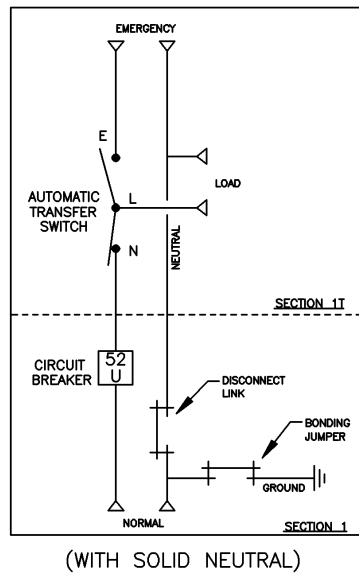 EMERGENCY
E
LOAD
AUTOMATIC
TRANSFER
SWITCH
L
NEUTRAL
N
SECTION 1T
CIRCUIT
BREAKER
52
U
DISCONNECT
LINK
BONDING
JUMPER
GROUND
NORMAL
SECTION 1
(WITH SOLID NEUTRAL)